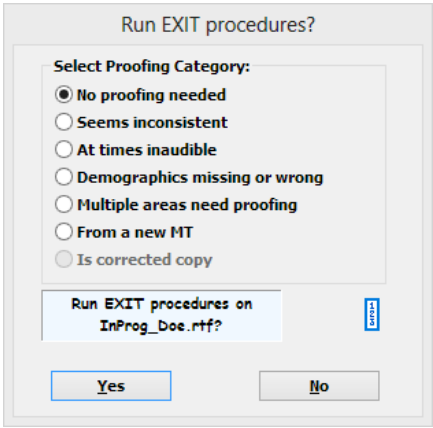 Run EXIT procedures?
Select Proofing Category:
No proofing needed
Seems inconsistent
At times inaudible
Demographics missing or wrong
Multiple areas need proofing
From a new MT
Is corrected copy
Run EXIT procedures on
InProg_Doe.rtf?
Yes
No